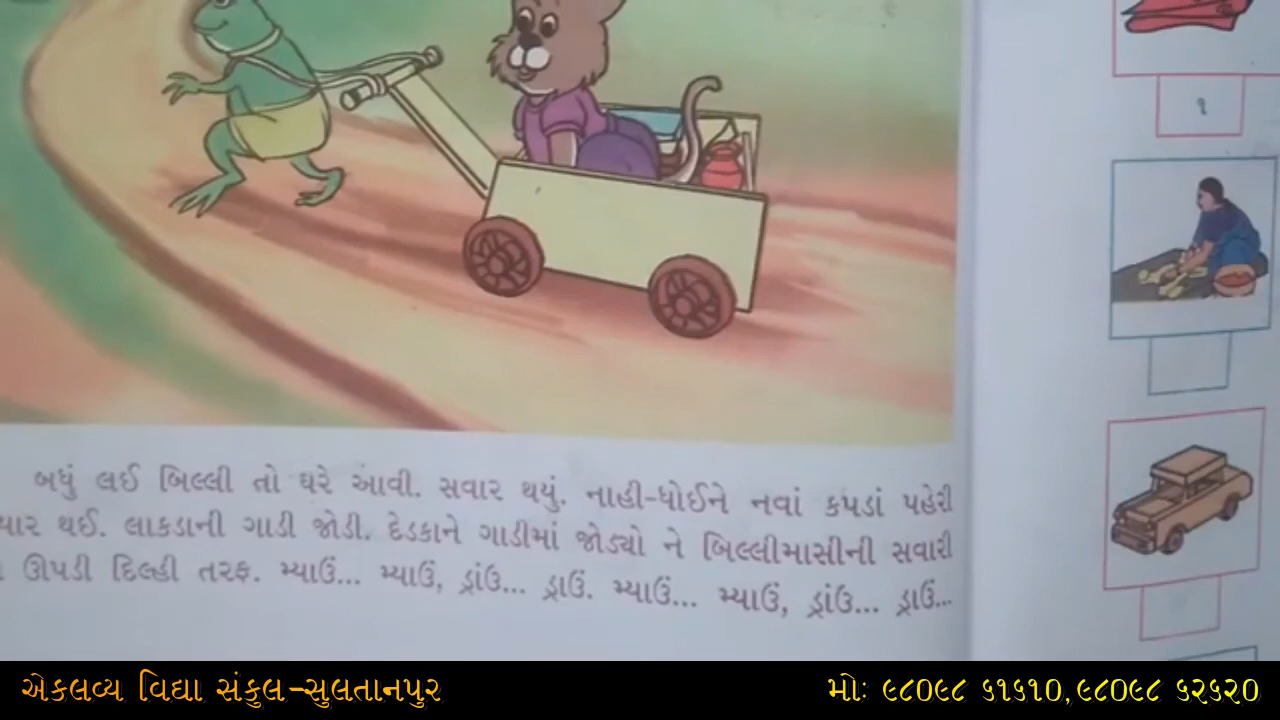 બધું લઈ બિલ્લી તો ઘરે આવી. સવાર થયું. નાહી-ધોઈને નવાં કપડાં પહેરી
યાર થઈ. લાકડાની ગાડી જોડી. દેડકાને ગાડીમાં જોડ્યો ને બિલ્લીમાસીની સવારી
ઊપડી દિલ્હી તરફ. મ્યાઉં... મ્યાઉં, ડ્રાંઉ... ડ્રાઉં. મ્યાઉં... મ્યાઉં, ડ્રાંઉ... ડ્રાઉં...
૧
એકલવ્ય વિદ્યા સંકુલ-સુલતાનપુર
મોઃ ૯૮૦૯૮ ૬૧૬૧૦,૯૮૦૯૮ ૬૨૬૨૦